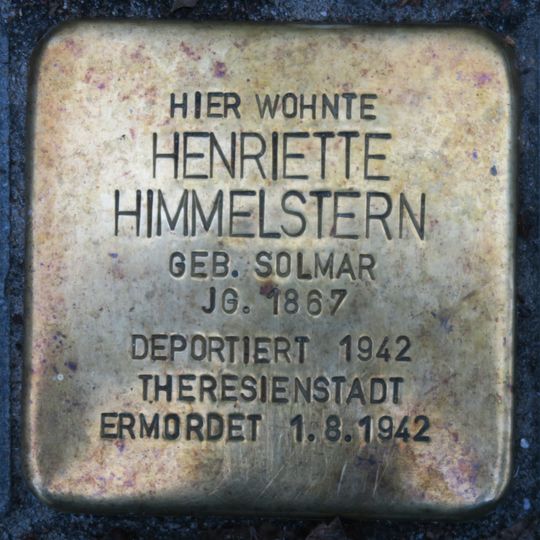 HIER WOHNTE
HENRIETTE
HIMMELSTERN
GEB. SOLMAR
JG. 1867
DEPORTIERT 1942
THERESIENSTADT
ERMORDET 1.8.1942